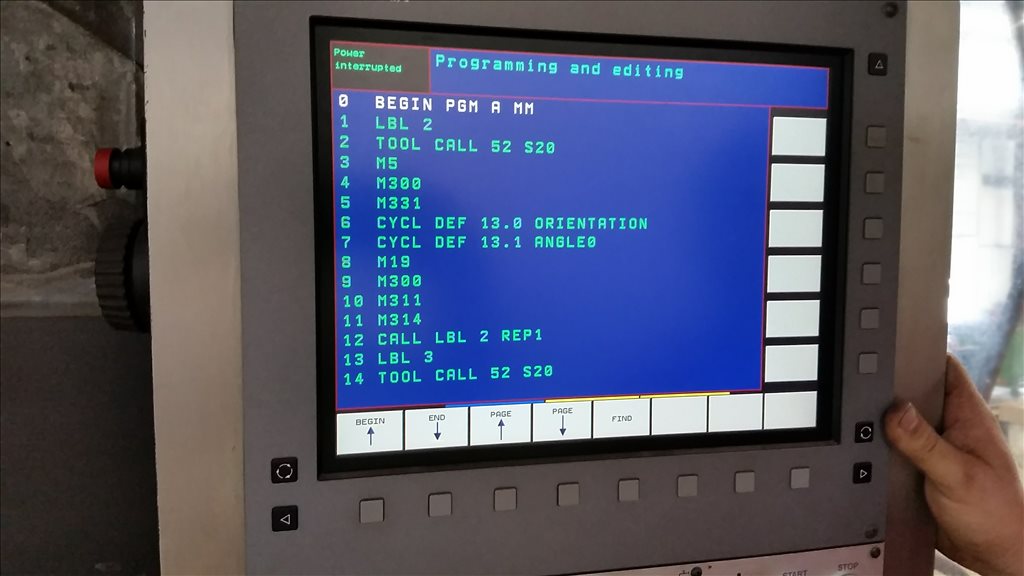 Power
interrupted
Programming and editing
0 BEGIN PGM A MM
1 LBL 2
2 TOOL CALL 52 S20
3 M5
4 M300
5 M331
6 CYCL DEF 13.0 ORIENTATION
7 CYCL DEF 13.1 ANGLE0
8 M19
9 M300
10 M311
11 M314
12 CALL LBL 2 REP1
13 LBL 3
14 TOOL CALL 52 S20
BEGIN END PAGE PAGE FIND
START STOP